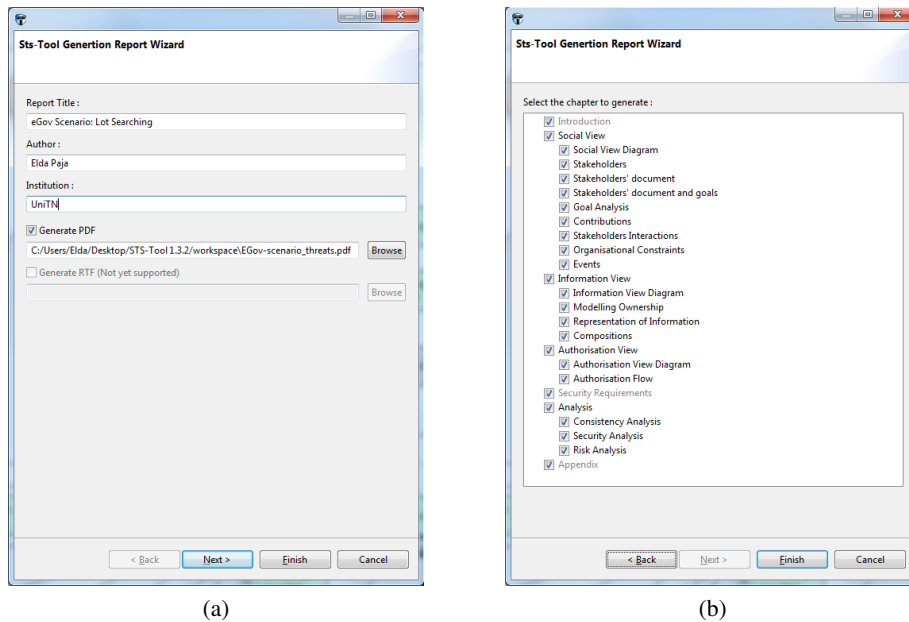 Sts-Tool Genertion Report Wizard
Report Title :
eGov Scenario: Lot Searching
Author :
Elda Paja
Institution :
UniTN
Generate PDF
C:/Users/Elda/Desktop/STS-Tool 1.3.2/workspace\EGov-scenario_threats.pdf Browse
Generate RTF (Not yet supported)
Browse
< Back Next > Finish Cancel
(a)
Sts-Tool Genertion Report Wizard
Select the chapter to generate :
Introduction
Social View
Social View Diagram
Stakeholders
Stakeholders' document
Stakeholders' document and goals
Goal Analysis
Contributions
Stakeholders Interactions
Organisational Constraints
Events
Information View
Information View Diagram
Modelling Ownership
Representation of Information
Compositions
Authorisation View
Authorisation View Diagram
Authorisation Flow
Security Requirements
Analysis
Consistency Analysis
Security Analysis
Risk Analysis
Appendix
< Back Next > Finish Cancel
(b)